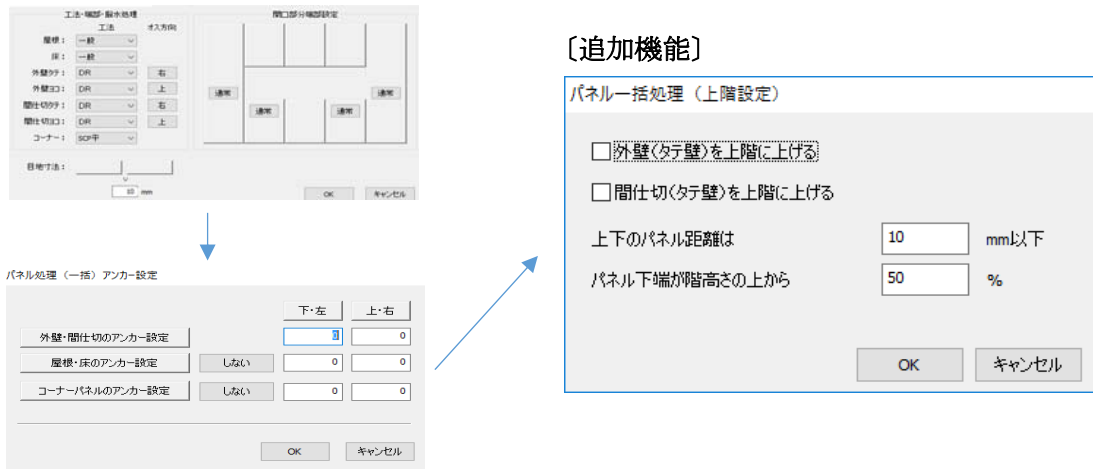 工法・端部・脱水処理
工法 オス方向
屋根： 一般
床： 一般
外壁タテ： DR 右
外壁ヨコ： DR 上
間仕切タテ： DR 右
間仕切ヨコ： DR 上
コーナー： SCP平
目地寸法：
10 mm
開口部分端部設定
通常 通常 通常 通常
OK キャンセル
パネル処理（一括）アンカー設定
下・左 上・右
外壁・間仕切のアンカー設定 0 0
屋根・床のアンカー設定 しない 0 0
コーナーパネルのアンカー設定 しない 0 0
OK キャンセル
〔追加機能〕
パネル一括処理（上階設定）
外壁(タテ壁)を上階に上げる
間仕切(タテ壁)を上階に上げる
上下のパネル距離は 10 mm以下
パネル下端が階高さの上から 50 %
OK キャンセル